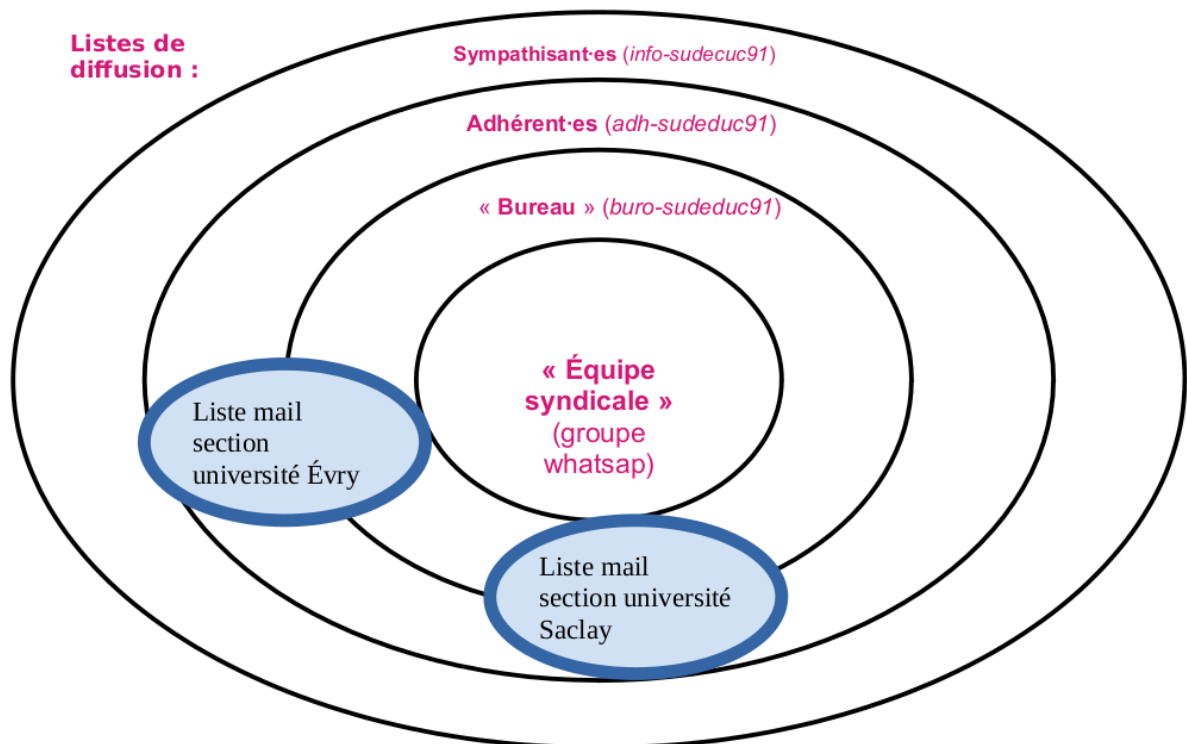 Listes de
diffusion :
Sympathisant·es (info-sudecuc91)
Adhérent·es (adh-sudeduc91)
« Bureau » (buro-sudeduc91)
« Équipe
syndicale »
(groupe
whatsap)
Liste mail
section
université Évry
Liste mail
section université
Saclay